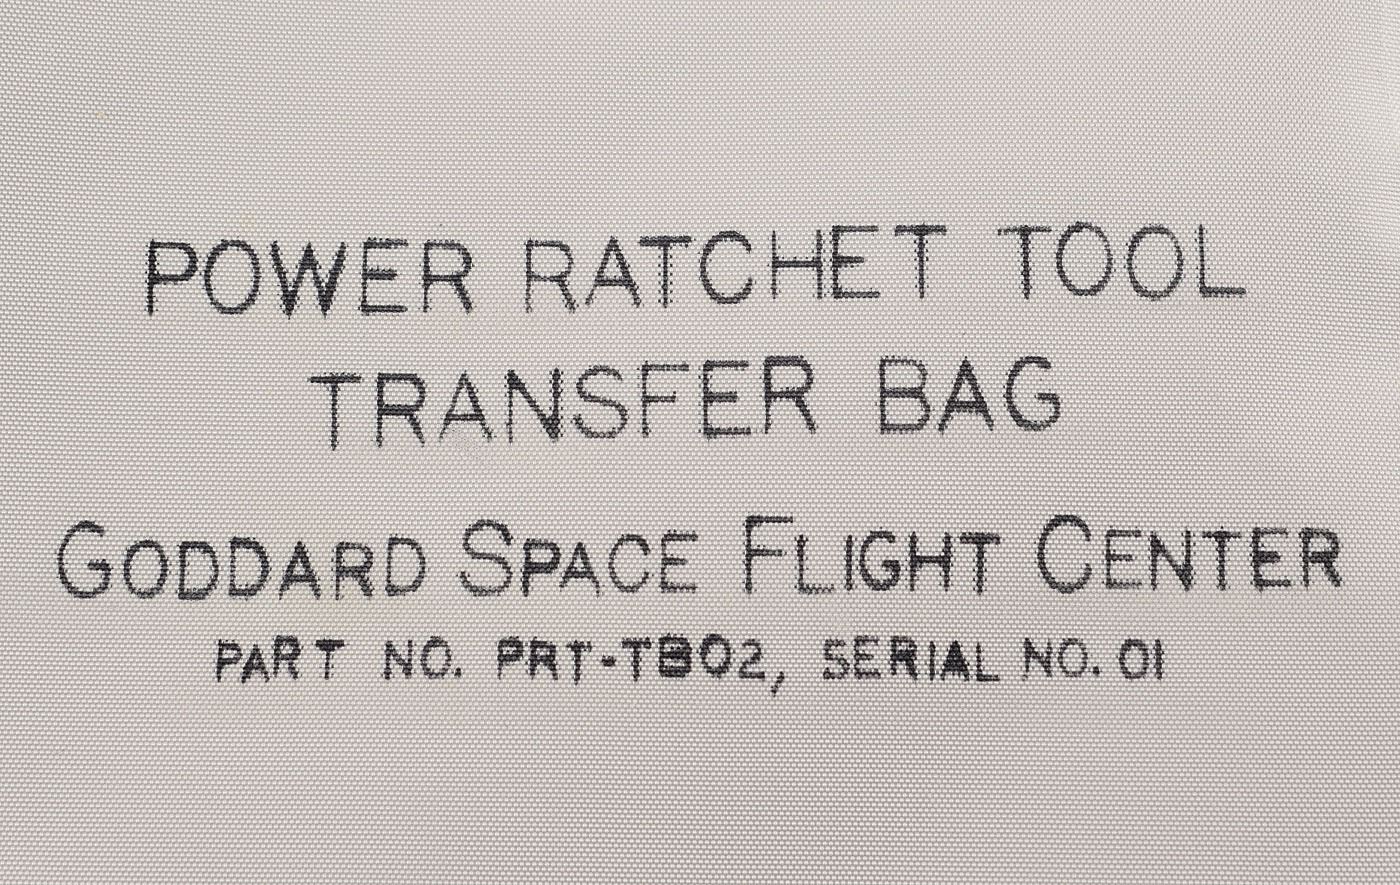 POWER RATCHET TOOL
TRANSFER BAG
GODDARD SPACE FLIGHT CENTER
PART NO. PRT-TB02, SERIAL NO. 01